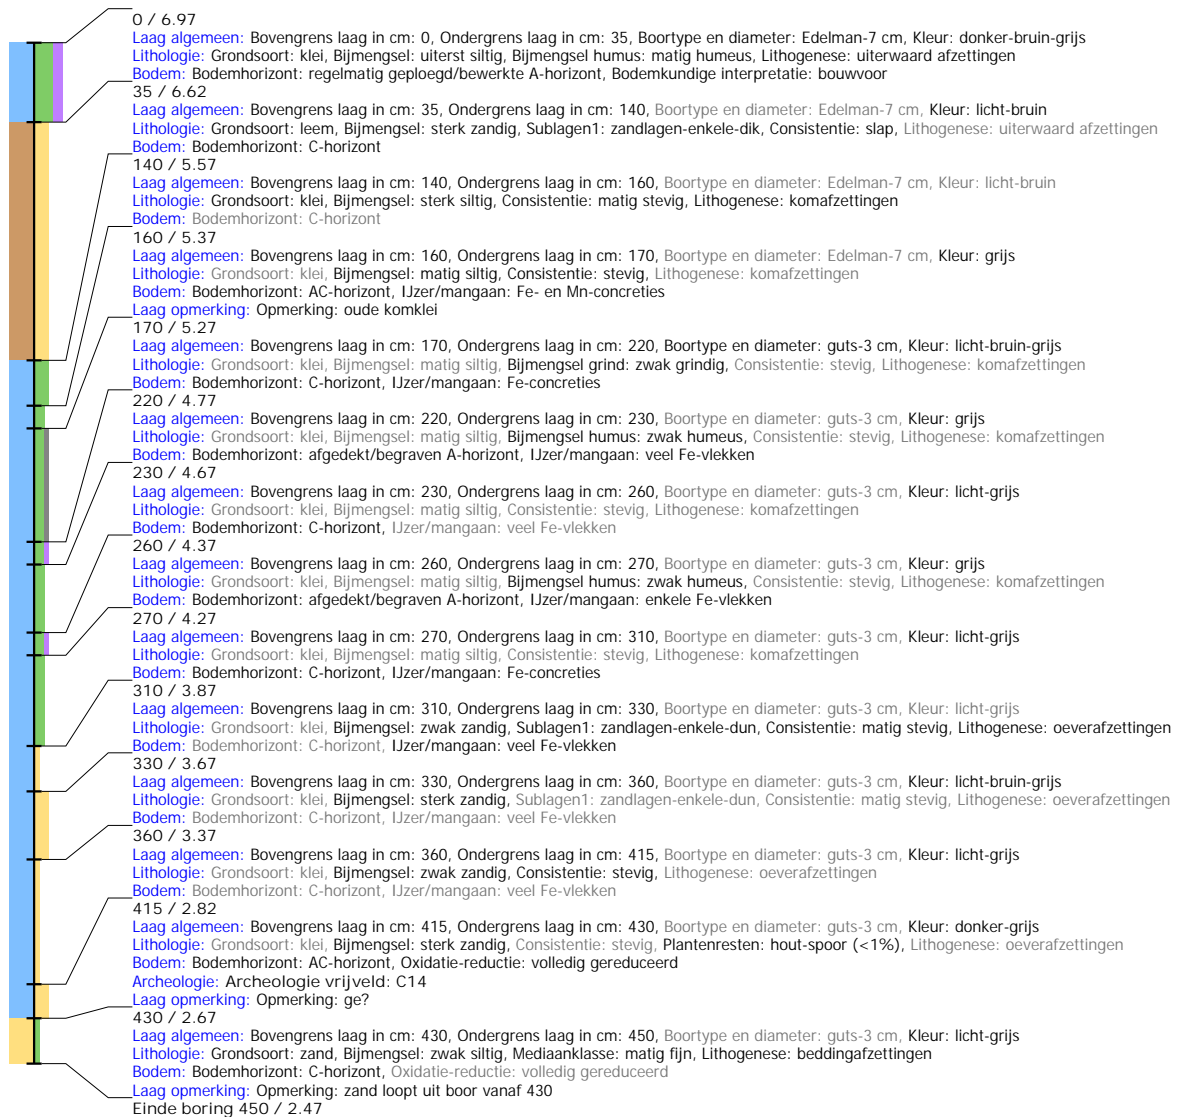 0 / 6.97
Laag algemeen: Bovengrens laag in cm: 0, Ondergrens laag in cm: 35, Boortype en diameter: Edelman-7 cm, Kleur: donker-bruin-grijs
Lithologie: Grondsoort: klei, Bijmengsel: uiterst siltig, Bijmengsel humus: matig humeus, Lithogenese: uiterwaard afzettingen
Bodem: Bodemhorizont: regelmatig geploegd/bewerkte A-horizont, Bodemkundige interpretatie: bouwvoor
35 / 6.62
Laag algemeen: Bovengrens laag in cm: 35, Ondergrens laag in cm: 140, Boortype en diameter: Edelman-7 cm, Kleur: licht-bruin
Lithologie: Grondsoort: leem, Bijmengsel: sterk zandig, Sublagen1: zandlagen-enkele-dik, Consistentie: slap, Lithogenese: uiterwaard afzettingen
Bodem: Bodemhorizont: C-horizont
140 / 5.57
Laag algemeen: Bovengrens laag in cm: 140, Ondergrens laag in cm: 160, Boortype en diameter: Edelman-7 cm, Kleur: licht-bruin
Lithologie: Grondsoort: klei, Bijmengsel: sterk siltig, Consistentie: matig stevig, Lithogenese: komafzettingen
Bodem: Bodemhorizont: C-horizont
160 / 5.37
Laag algemeen: Bovengrens laag in cm: 160, Ondergrens laag in cm: 170, Boortype en diameter: Edelman-7 cm, Kleur: grijs
Lithologie: Grondsoort: klei, Bijmengsel: matig siltig, Consistentie: stevig, Lithogenese: komafzettingen
Bodem: Bodemhorizont: AC-horizont, IJzer/mangaan: Fe- en Mn-concreties
Laag opmerking: Opmerking: oude komklei
170 / 5.27
Laag algemeen: Bovengrens laag in cm: 170, Ondergrens laag in cm: 220, Boortype en diameter: guts-3 cm, Kleur: licht-bruin-grijs
Lithologie: Grondsoort: klei, Bijmengsel: matig siltig, Bijmengsel grind: zwak grindig, Consistentie: stevig, Lithogenese: komafzettingen
Bodem: Bodemhorizont: C-horizont, IJzer/mangaan: Fe-concreties
220 / 4.77
Laag algemeen: Bovengrens laag in cm: 220, Ondergrens laag in cm: 230, Boortype en diameter: guts-3 cm, Kleur: grijs
Lithologie: Grondsoort: klei, Bijmengsel: matig siltig, Bijmengsel humus: zwak humeus, Consistentie: stevig, Lithogenese: komafzettingen
Bodem: Bodemhorizont: afgedekt/begraven A-horizont, IJzer/mangaan: veel Fe-vlekken
230 / 4.67
Laag algemeen: Bovengrens laag in cm: 230, Ondergrens laag in cm: 260, Boortype en diameter: guts-3 cm, Kleur: licht-grijs
Lithologie: Grondsoort: klei, Bijmengsel: matig siltig, Consistentie: stevig, Lithogenese: komafzettingen
Bodem: Bodemhorizont: C-horizont, IJzer/mangaan: veel Fe-vlekken
260 / 4.37
Laag algemeen: Bovengrens laag in cm: 260, Ondergrens laag in cm: 270, Boortype en diameter: guts-3 cm, Kleur: grijs
Lithologie: Grondsoort: klei, Bijmengsel: matig siltig, Bijmengsel humus: zwak humeus, Consistentie: stevig, Lithogenese: komafzettingen
Bodem: Bodemhorizont: afgedekt/begraven A-horizont, IJzer/mangaan: enkele Fe-vlekken
270 / 4.27
Laag algemeen: Bovengrens laag in cm: 270, Ondergrens laag in cm: 310, Boortype en diameter: guts-3 cm, Kleur: licht-grijs
Lithologie: Grondsoort: klei, Bijmengsel: matig siltig, Consistentie: stevig, Lithogenese: komafzettingen
Bodem: Bodemhorizont: C-horizont, IJzer/mangaan: Fe-concreties
310 / 3.87
Laag algemeen: Bovengrens laag in cm: 310, Ondergrens laag in cm: 330, Boortype en diameter: guts-3 cm, Kleur: licht-grijs
Lithologie: Grondsoort: klei, Bijmengsel: zwak zandig, Sublagen1: zandlagen-enkele-dun, Consistentie: matig stevig, Lithogenese: oeverafzettingen
Bodem: Bodemhorizont: C-horizont, IJzer/mangaan: veel Fe-vlekken
330 / 3.67
Laag algemeen: Bovengrens laag in cm: 330, Ondergrens laag in cm: 360, Boortype en diameter: guts-3 cm, Kleur: licht-bruin-grijs
Lithologie: Grondsoort: klei, Bijmengsel: sterk zandig, Sublagen1: zandlagen-enkele-dun, Consistentie: matig stevig, Lithogenese: oeverafzettingen
Bodem: Bodemhorizont: C-horizont, IJzer/mangaan: veel Fe-vlekken
360 / 3.37
Laag algemeen: Bovengrens laag in cm: 360, Ondergrens laag in cm: 415, Boortype en diameter: guts-3 cm, Kleur: licht-grijs
Lithologie: Grondsoort: klei, Bijmengsel: zwak zandig, Consistentie: stevig, Lithogenese: oeverafzettingen
Bodem: Bodemhorizont: C-horizont, IJzer/mangaan: veel Fe-vlekken
415 / 2.82
Laag algemeen: Bovengrens laag in cm: 415, Ondergrens laag in cm: 430, Boortype en diameter: guts-3 cm, Kleur: donker-grijs
Lithologie: Grondsoort: klei, Bijmengsel: sterk zandig, Consistentie: stevig, Plantenresten: hout-spoor (<1%), Lithogenese: oeverafzettingen
Bodem: Bodemhorizont: AC-horizont, Oxidatie-reductie: volledig gereduceerd
Archeologie: Archeologie vrijveld: C14
Laag opmerking: Opmerking: ge?
430 / 2.67
Laag algemeen: Bovengrens laag in cm: 430, Ondergrens laag in cm: 450, Boortype en diameter: guts-3 cm, Kleur: licht-grijs
Lithologie: Grondsoort: zand, Bijmengsel: zwak siltig, Mediaanklasse: matig fijn, Lithogenese: beddingafzettingen
Bodem: Bodemhorizont: C-horizont, Oxidatie-reductie: volledig gereduceerd
Laag opmerking: Opmerking: zand loopt uit boor vanaf 430
Einde boring 450 / 2.47